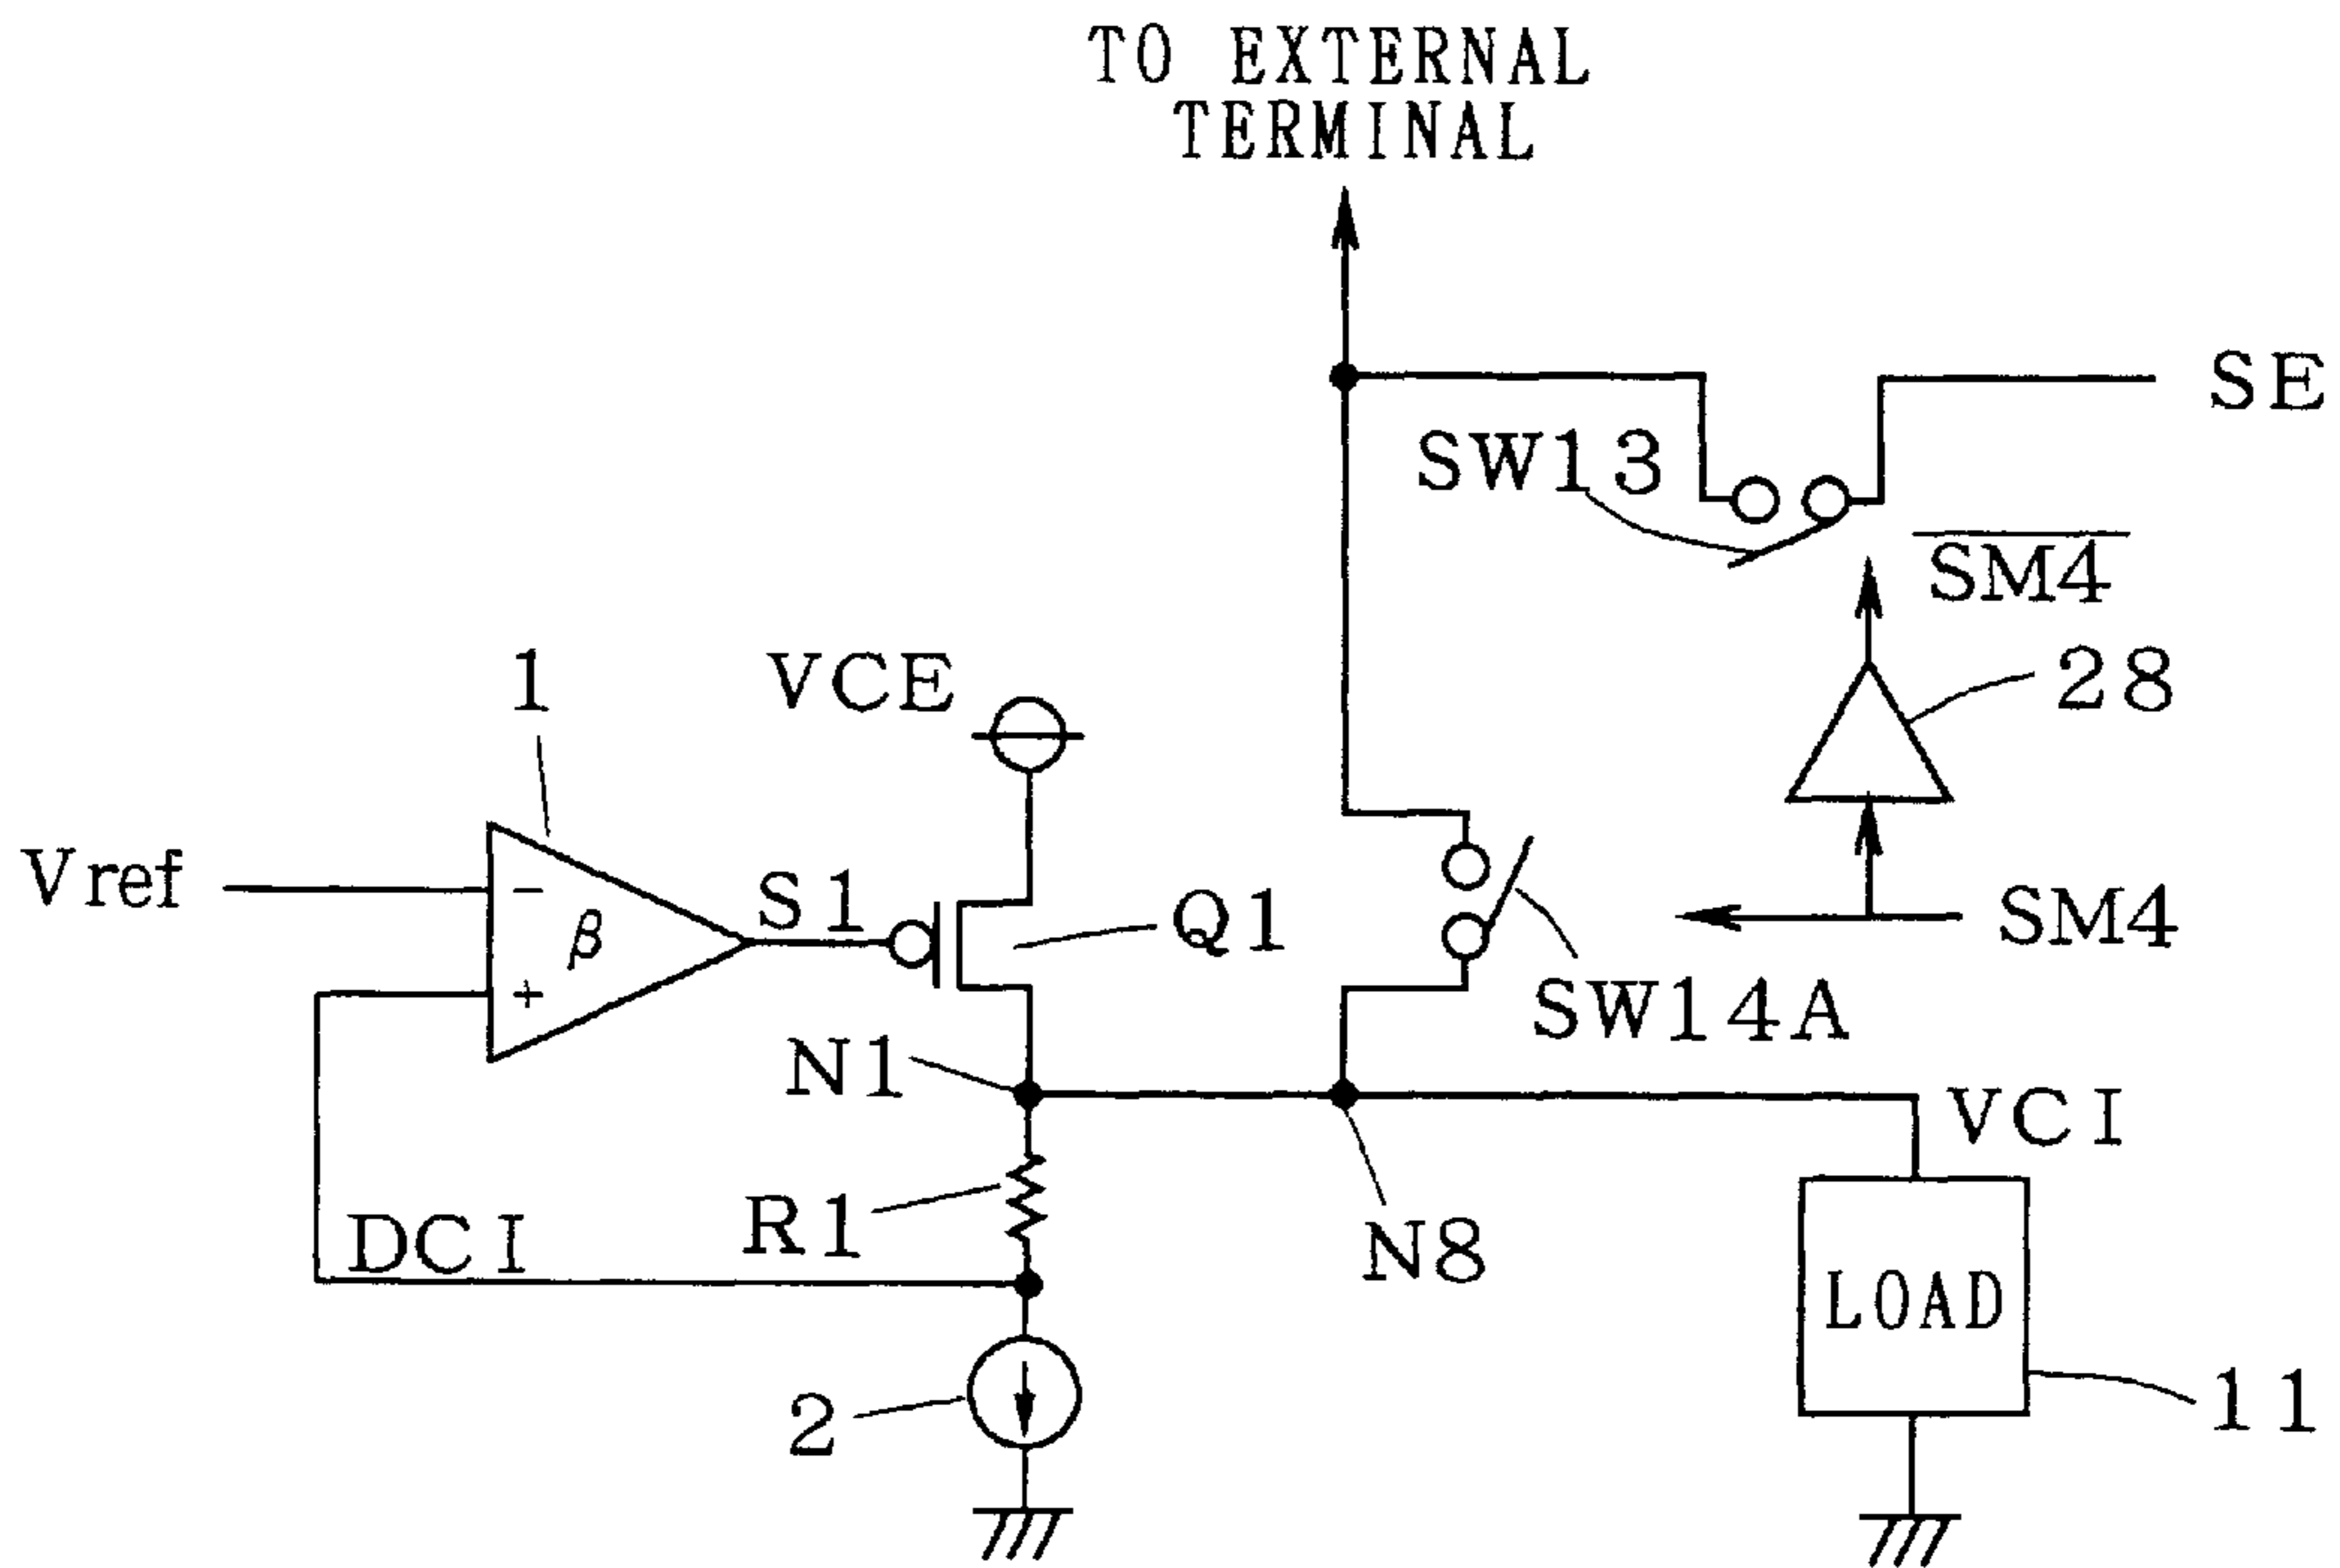 TO EXTERNAL
TERMINAL
SE
SW13
S̅M̅4̅
28
1
VCE
Vref
−
β
+
S1
Q1
SM4
SW14A
N1
VCI
R1
N8
DCI
LOAD
2
11